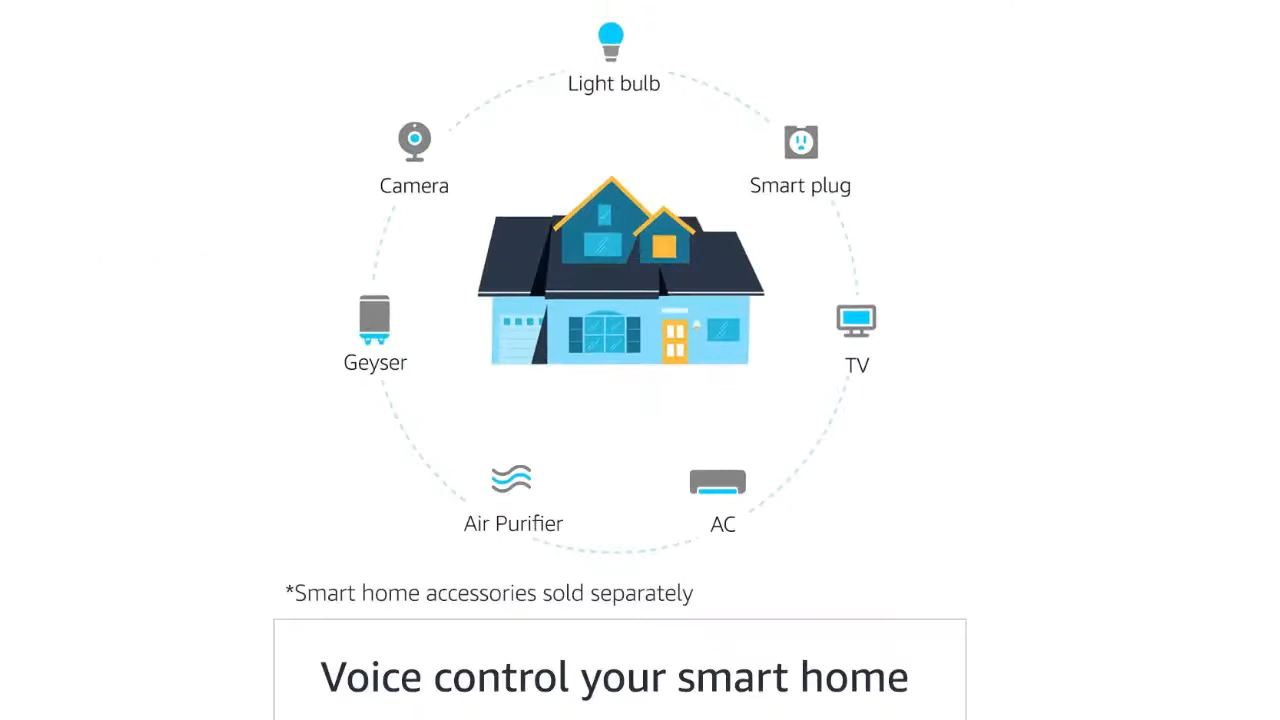 Light bulb
Camera
Smart plug
Geyser
TV
Air Purifier
AC
*Smart home accessories sold separately
Voice control your smart home